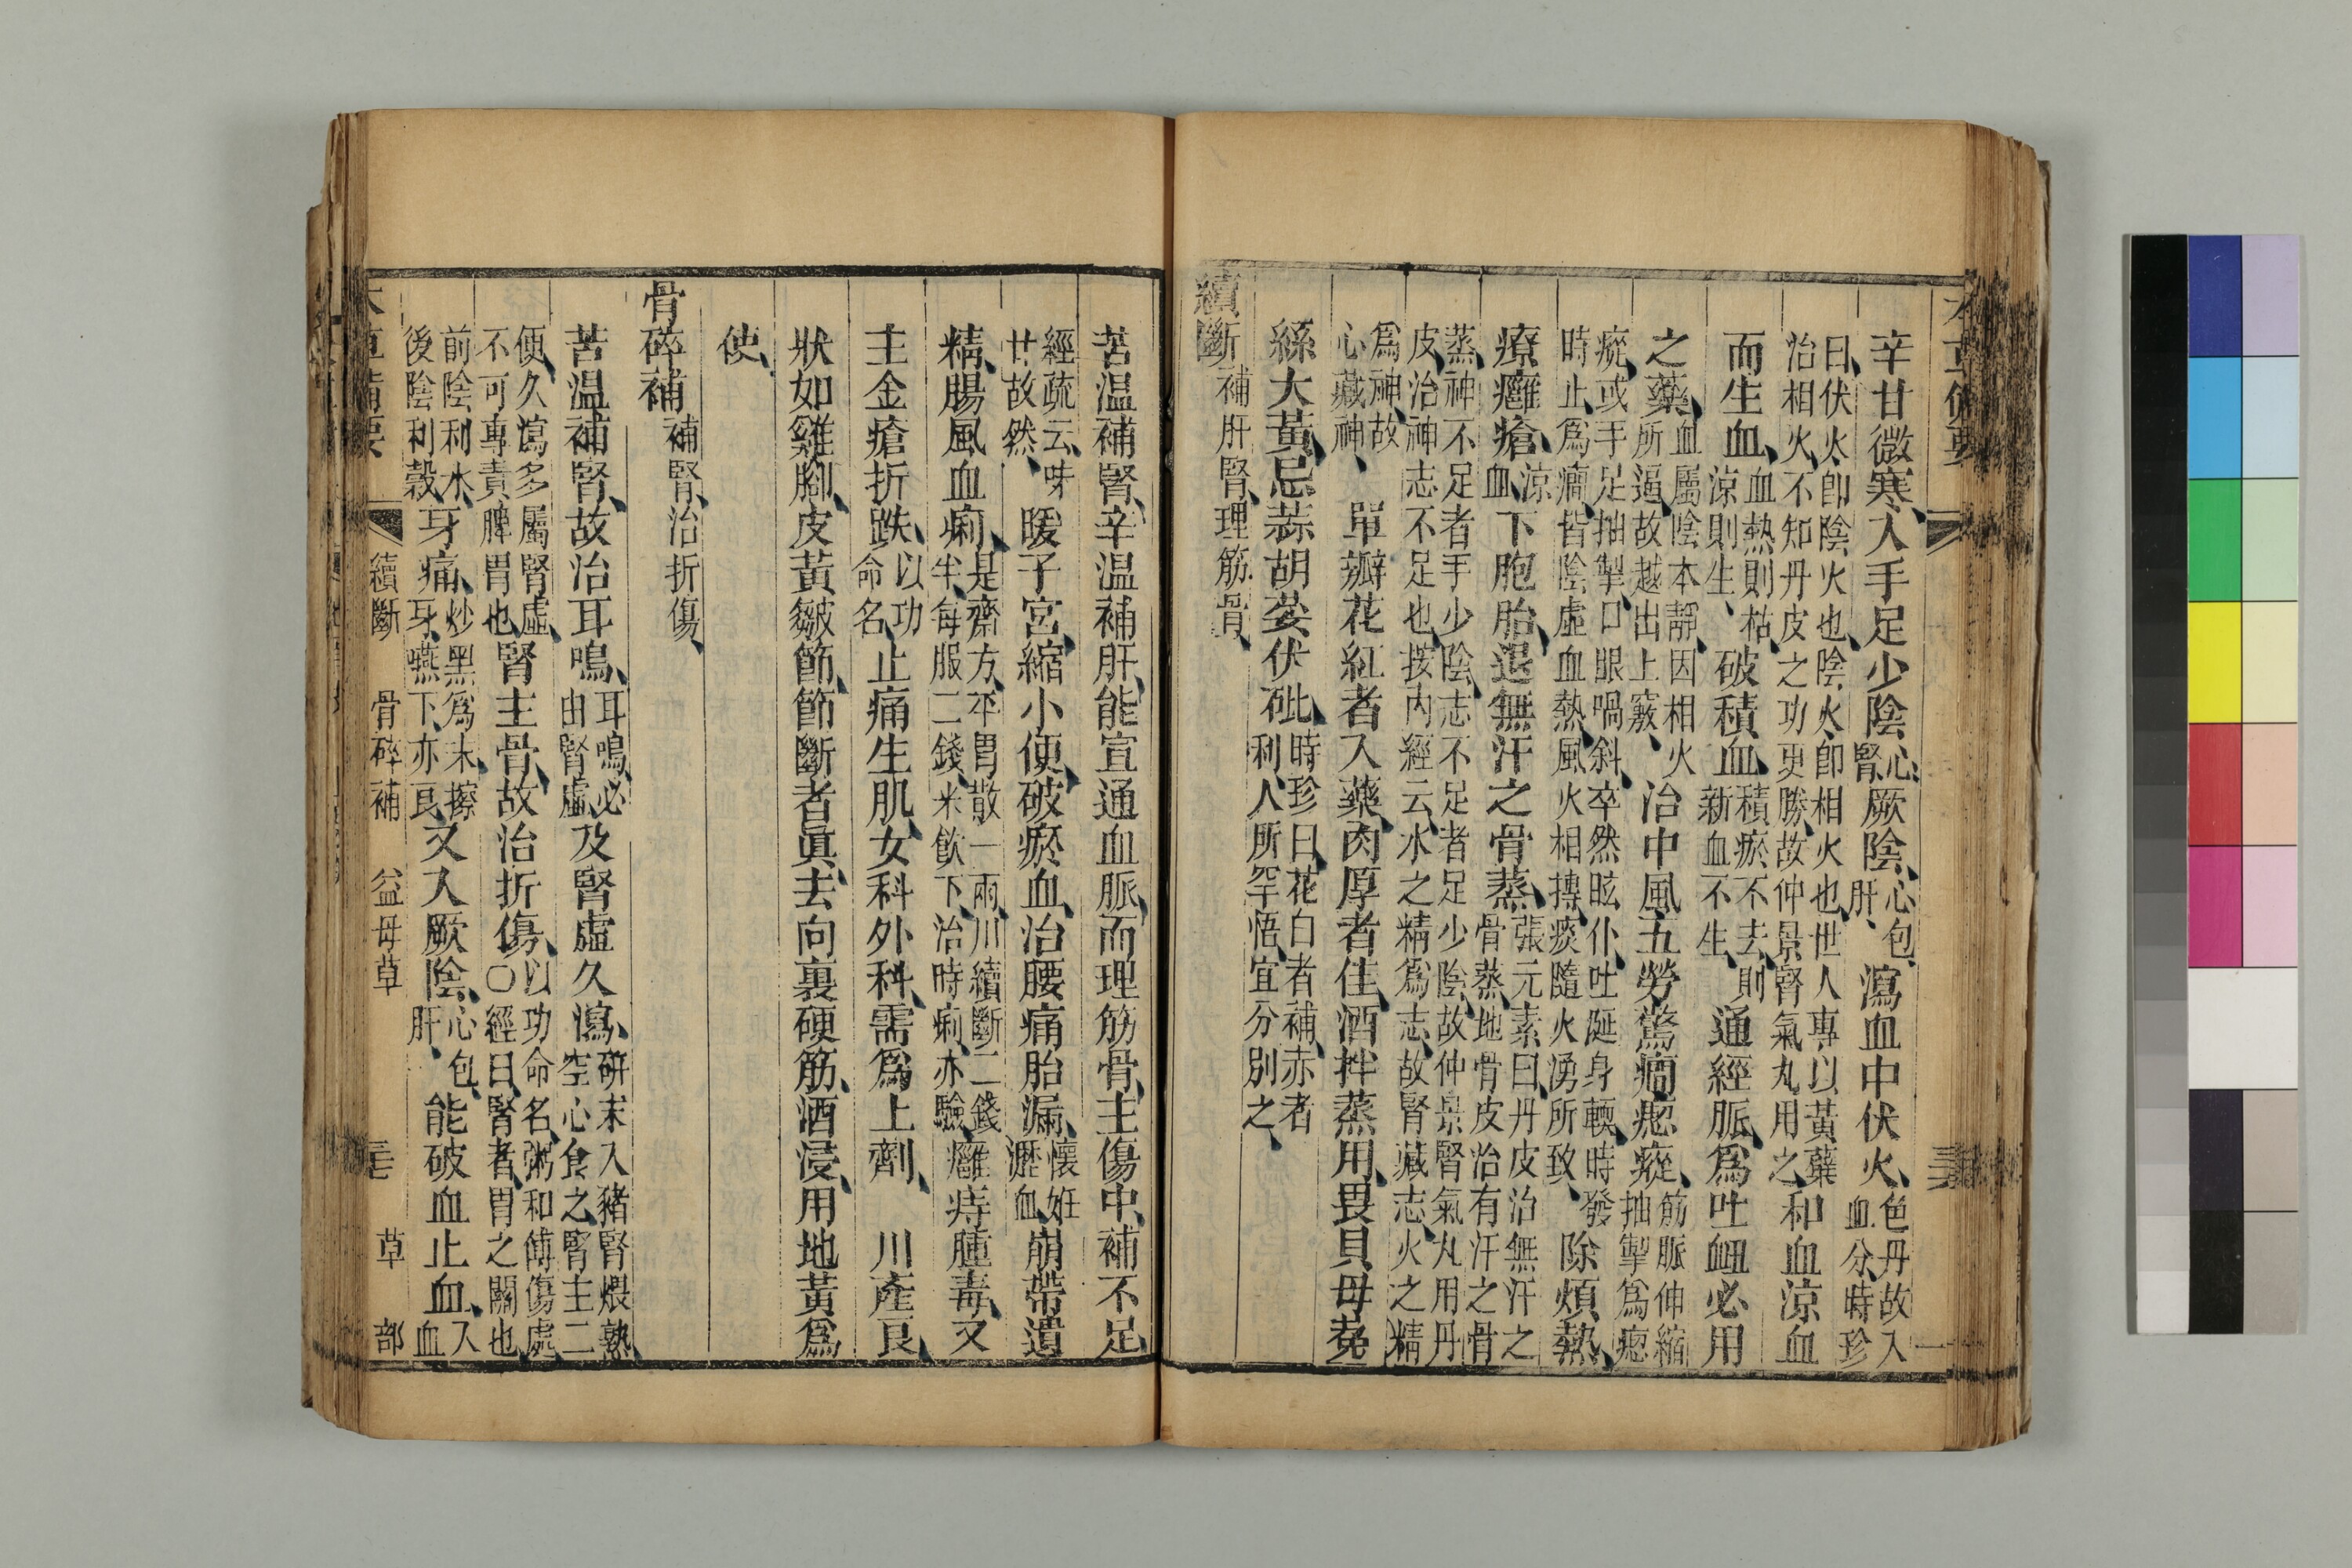 本草備要
辛甘微寒、入手足少陰、心腎、厥陰、心包肝、瀉血中伏火、色丹故入血分、時珍
曰、伏火卽陰火也、陰火卽相火也、世人專以黃蘗治相火、不知丹皮之功更勝、故仲景腎氣丸用之、和血涼血
而生血、血熱則枯、涼則生、破積血、積瘀不去、則新血不生、通經脈、爲吐衄必用
之藥、血屬陰本靜、因相火所逼、故越出上竅、治中風五勞驚癇瘛瘲、筋脈伸縮抽掣爲瘛
瘲、或手足抽掣、口眼喎斜、卒然眩仆、吐涎身輭、時發時止、爲癇、皆陰虛血熱、風火相搏、痰隨火湧所致、除煩熱、
療癰瘡、涼血、下胞胎、退無汗之骨蒸、張元素曰、丹皮治無汗之骨蒸、地骨皮治有汗之骨
蒸、神不足者手少陰、志不足者足少陰、故仲景腎氣丸用丹皮、治神志不足也、按內經云、水之精爲志、故腎藏志、火之精
爲神、故心藏神、單瓣花紅者入藥、肉厚者佳、酒拌蒸用、畏貝母菟
絲大黃、忌蒜胡荽伏砒、時珍曰、花白者補、赤者利、人所罕悟、宜分別之、
續斷補肝腎、理筋骨、
苦温補腎、辛温補肝、能宣通血脈而理筋骨、主傷中、補不足、
經疏云、味甘故然、暖子宮、縮小便、破瘀血、治腰痛胎漏、懷妊瀝血、崩帶遺
精、腸風血痢、是齋方、平胃散一兩、川續斷二錢半、每服二錢、米飲下、治時痢、亦驗、癰痔腫毒、又
主金瘡折跌、以功命名、止痛生肌、女科外科、需爲上劑、川產良、
狀如雞腳、皮黃皺節、節斷者眞、去向裏硬筋、酒浸、用地黃爲
使、
骨碎補補腎、治折傷、
苦温補腎、故治耳鳴、耳鳴必由腎虛、及腎虛久瀉、硏末入猪腎煨熟、空心食之、腎主二
便、久瀉多屬腎虛、不可專責脾胃也、腎主骨、故治折傷、以功命名、粥和傅傷處、〇經曰、腎者、胃之關也、
前陰利水、後陰利穀、牙痛、炒黑爲末擦牙、嚥下亦良、又入厥陰、心包肝、能破血止血、入血
續斷 骨碎補 益母草 草部